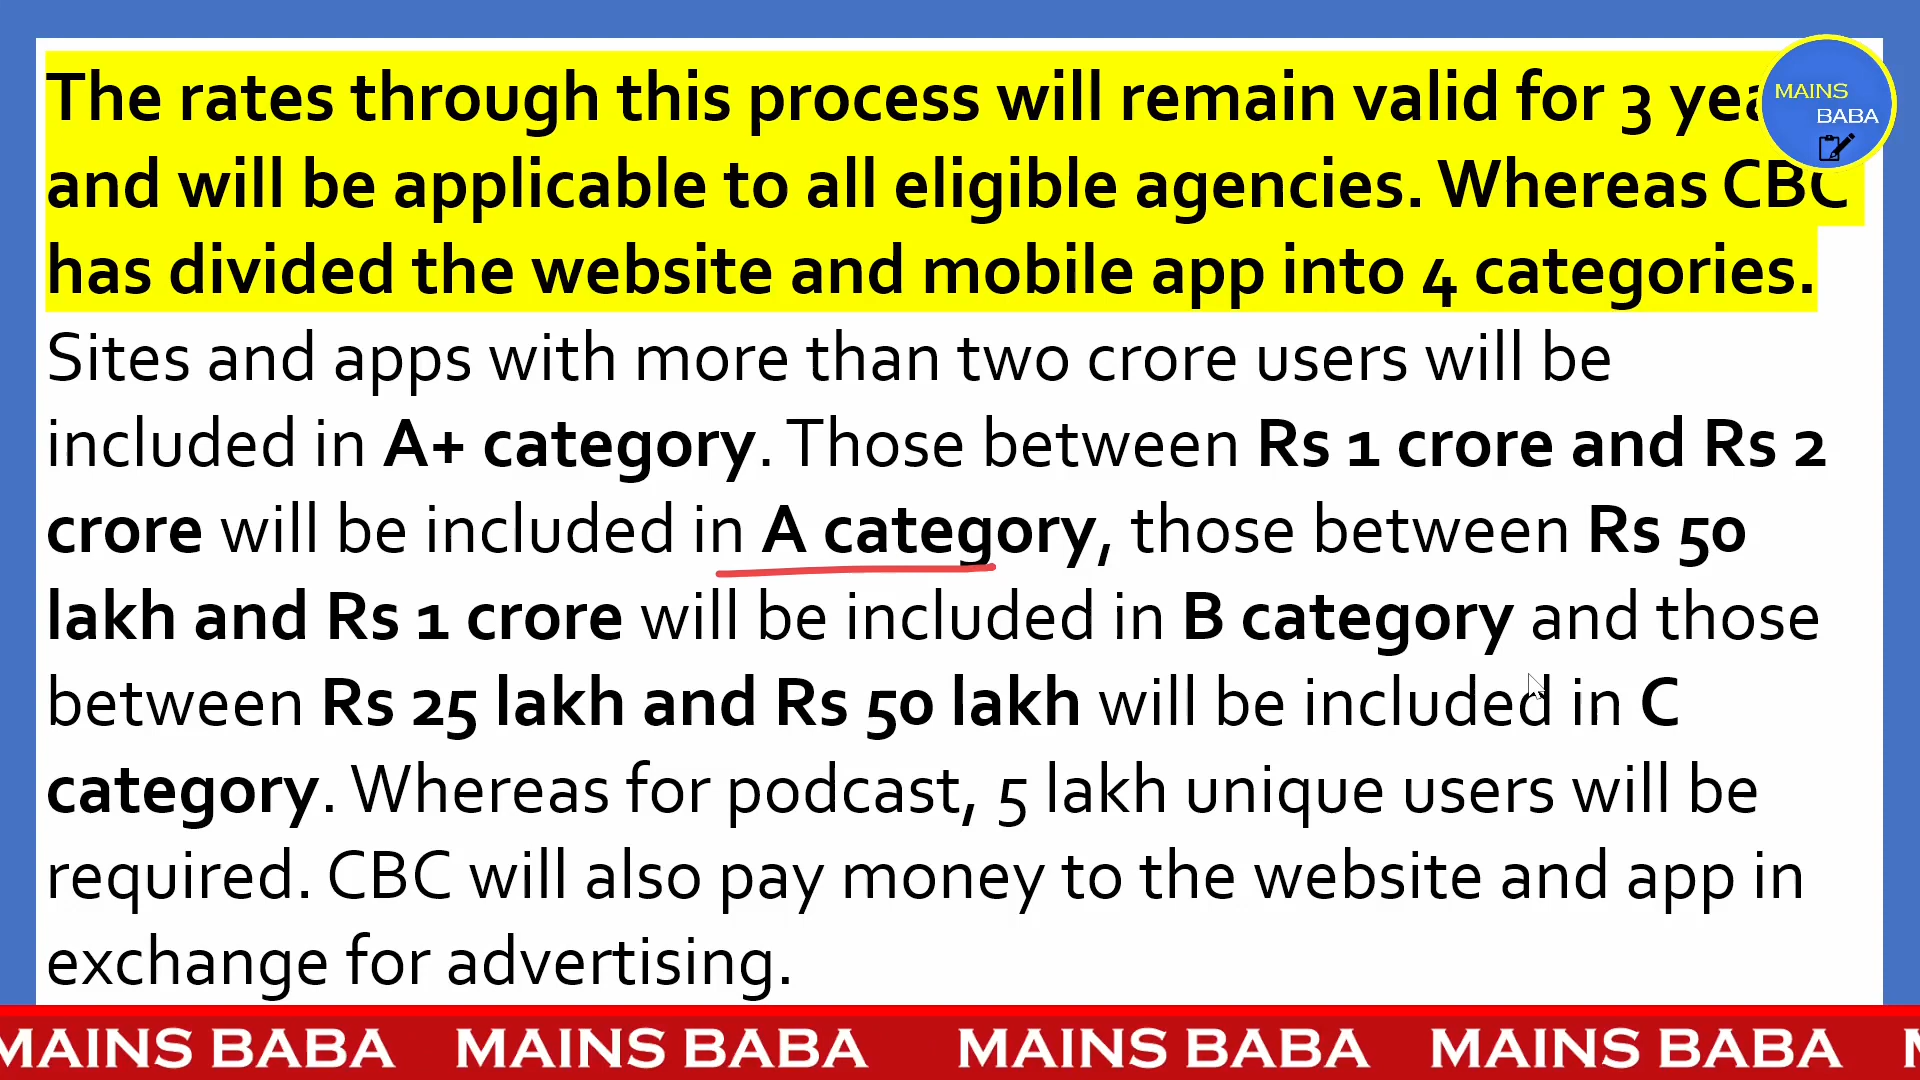 The rates through this process will remain valid for 3 yea
and will be applicable to all eligible agencies. Whereas CBC
has divided the website and mobile app into 4 categories.
Sites and apps with more than two crore users will be
included in A+ category. Those between Rs 1 crore and Rs 2
crore will be included in A category, those between Rs 50
lakh and Rs 1 crore will be included in B category and those
between Rs 25 lakh and Rs 50 lakh will be included in C
category. Whereas for podcast, 5 lakh unique users will be
required. CBC will also pay money to the website and app in
exchange for advertising.
MAINS
BABA
MAINS BABA MAINS BABA MAINS BABA MAINS BABA M